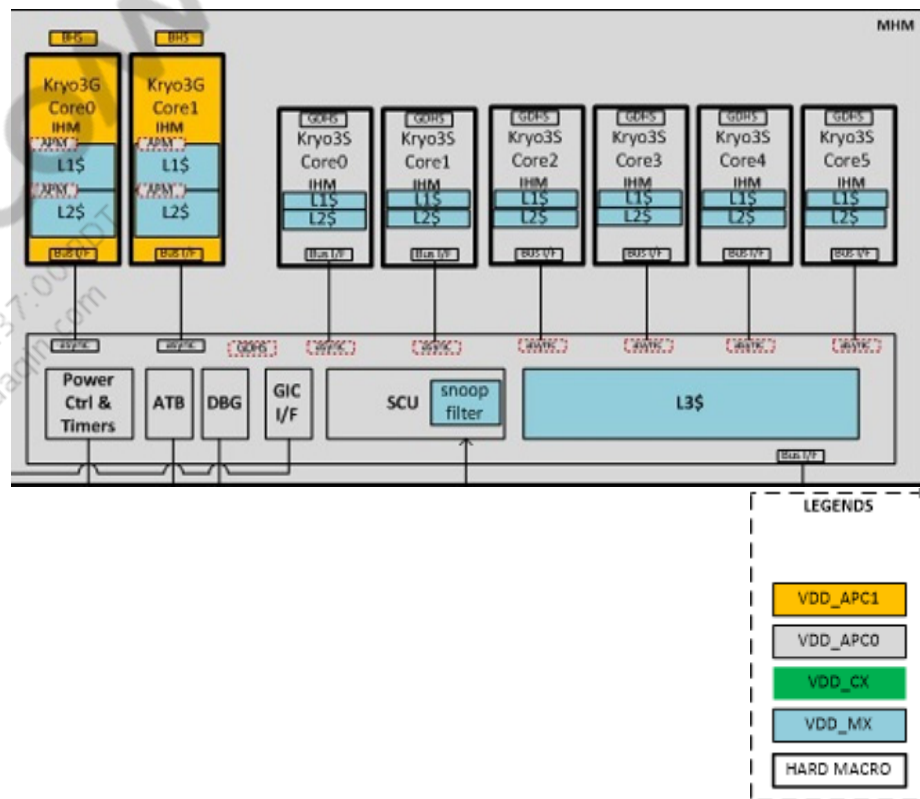 MHM
BHS
BHS
Kryo3G
Core0
IHM
APM
L1$
APM
L2$
Bus I/F
Kryo3G
Core1
IHM
APM
L1$
APM
L2$
Bus I/F
GDHS
Kryo3S
Core0
IHM
L1$
L2$
Bus I/F
GDHS
Kryo3S
Core1
IHM
L1$
L2$
Bus I/F
GDHS
Kryo3S
Core2
IHM
L1$
L2$
Bus I/F
GDHS
Kryo3S
Core3
IHM
L1$
L2$
Bus I/F
GDHS
Kryo3S
Core4
IHM
L1$
L2$
Bus I/F
GDHS
Kryo3S
Core5
IHM
L1$
L2$
Bus I/F
async
async
GDHS
async
async
async
async
async
async
Power
Ctrl &
Timers
ATB
DBG
GIC
I/F
SCU
snoop
filter
L3$
Bus I/F
LEGENDS
VDD_APC1
VDD_APC0
VDD_CX
VDD_MX
HARD MACRO